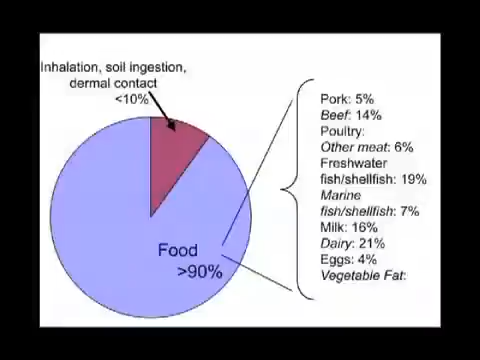 Inhalation, soil ingestion,
dermal contact
<10%
Food
>90%
Pork: 5%
Beef: 14%
Poultry:
Other meat: 6%
Freshwater
fish/shellfish: 19%
Marine
fish/shellfish: 7%
Milk: 16%
Dairy: 21%
Eggs: 4%
Vegetable Fat: